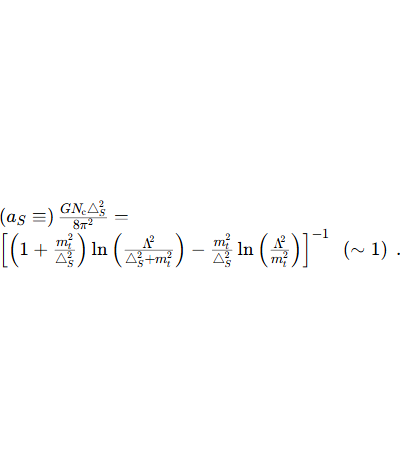 $(a_S \equiv) \frac{GN_c \triangle_S^2}{8\pi^2} =$
$\left[ \left( 1 + \frac{m_t^2}{\triangle_S^2} \right) \ln \left( \frac{\Lambda^2}{\triangle_S^2 + m_t^2} \right) - \frac{m_t^2}{\triangle_S^2} \ln \left( \frac{\Lambda^2}{m_t^2} \right) \right]^{-1} \ (\sim 1) \ .$